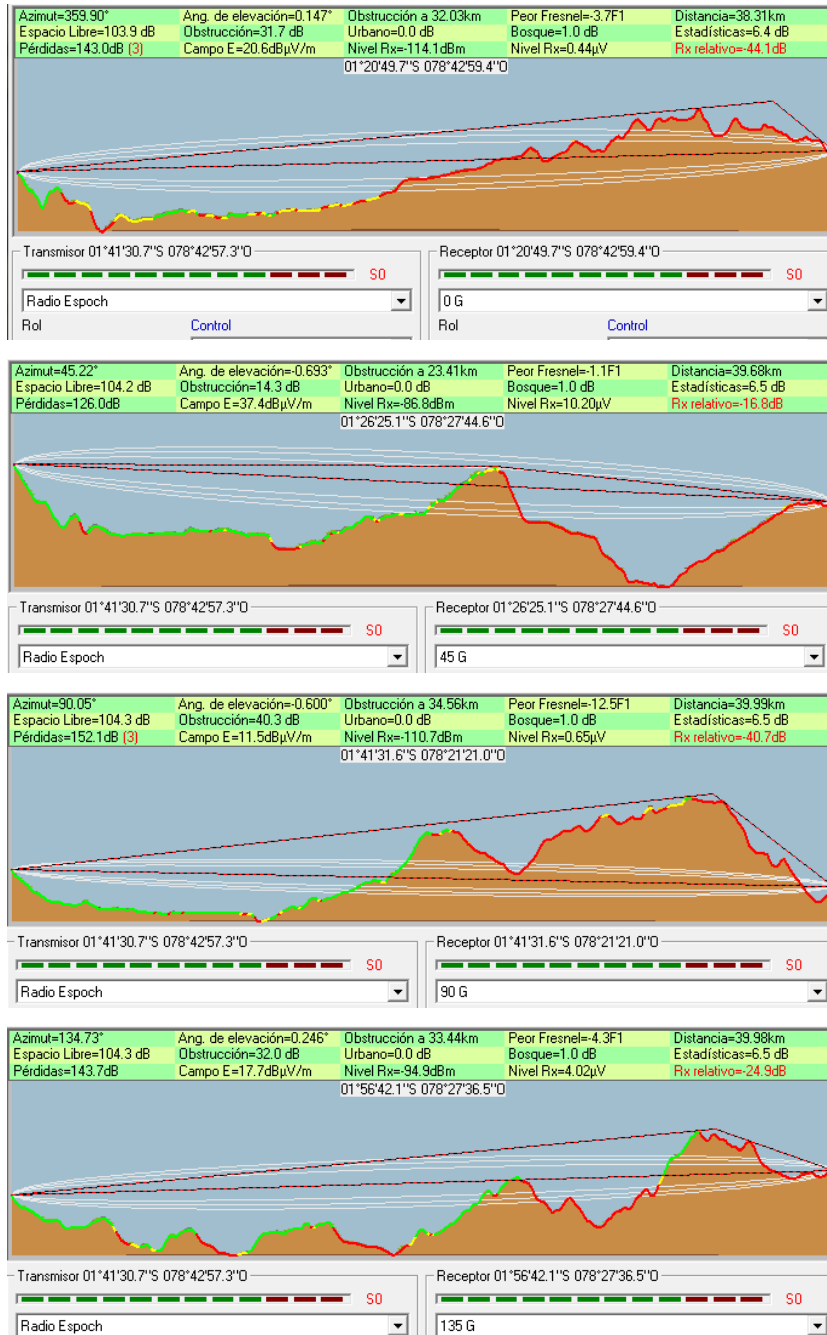 Azimut=359.90° Ang. de elevación=0.147° Obstrucción a 32.03km Peor Fresnel=-3.7F1 Distancia=38.31km
Espacio Libre=103.9 dB Obstrucción=31.7 dB Urbano=0.0 dB Bosque=1.0 dB Estadísticas=6.4 dB
Pérdidas=143.0dB (3) Campo E=20.6dBµV/m Nivel Rx=-114.1dBm Nivel Rx=0.44µV Rx relativo=-44.1dB
01°20'49.7''S 078°42'59.4''O
Transmisor 01°41'30.7''S 078°42'57.3''O Receptor 01°20'49.7''S 078°42'59.4''O
S0 S0
Radio Espoch 0 G
Rol Control Rol Control
Azimut=45.22° Ang. de elevación=-0.693° Obstrucción a 23.41km Peor Fresnel=-1.1F1 Distancia=39.68km
Espacio Libre=104.2 dB Obstrucción=14.3 dB Urbano=0.0 dB Bosque=1.0 dB Estadísticas=6.5 dB
Pérdidas=126.0dB Campo E=37.4dBµV/m Nivel Rx=-86.8dBm Nivel Rx=10.20µV Rx relativo=-16.8dB
01°26'25.1''S 078°27'44.6''O
Transmisor 01°41'30.7''S 078°42'57.3''O Receptor 01°26'25.1''S 078°27'44.6''O
S0 S0
Radio Espoch 45 G
Azimut=90.05° Ang. de elevación=-0.600° Obstrucción a 34.56km Peor Fresnel=-12.5F1 Distancia=39.99km
Espacio Libre=104.3 dB Obstrucción=40.3 dB Urbano=0.0 dB Bosque=1.0 dB Estadísticas=6.5 dB
Pérdidas=152.1dB (3) Campo E=11.5dBµV/m Nivel Rx=-110.7dBm Nivel Rx=0.65µV Rx relativo=-40.7dB
01°41'31.6''S 078°21'21.0''O
Transmisor 01°41'30.7''S 078°42'57.3''O Receptor 01°41'31.6''S 078°21'21.0''O
S0 S0
Radio Espoch 90 G
Azimut=134.73° Ang. de elevación=0.246° Obstrucción a 33.44km Peor Fresnel=-4.3F1 Distancia=39.98km
Espacio Libre=104.3 dB Obstrucción=32.0 dB Urbano=0.0 dB Bosque=1.0 dB Estadísticas=6.5 dB
Pérdidas=143.7dB Campo E=17.7dBµV/m Nivel Rx=-94.9dBm Nivel Rx=4.02µV Rx relativo=-24.9dB
01°56'42.1''S 078°27'36.5''O
Transmisor 01°41'30.7''S 078°42'57.3''O Receptor 01°56'42.1''S 078°27'36.5''O
S0 S0
Radio Espoch 135 G